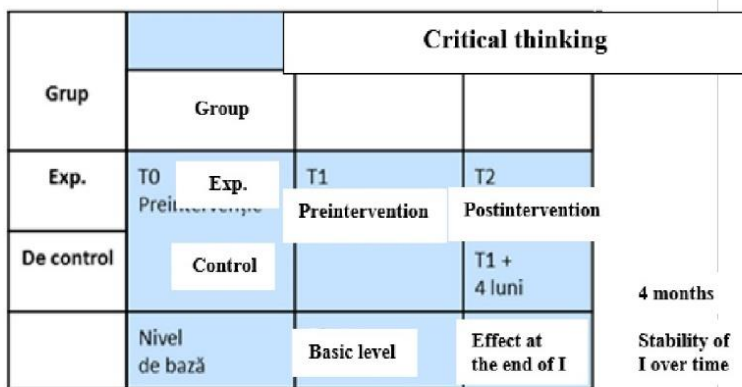 Critical thinking
Grup
Group
Exp.
T0
Exp.
T1
T2
Preintervention
Postintervention
De control
Control
T1 +
4 luni
4 months
Nivel
de bază
Basic level
Effect at
the end of I
Stability of
I over time